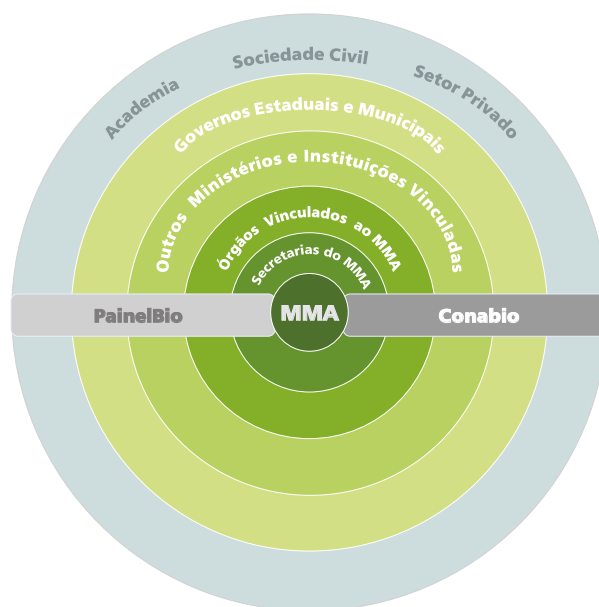 Sociedade Civil
Academia
Setor Privado
Governos Estaduais e Municipais
Outros Ministérios e Instituições Vinculadas
Órgãos Vinculados ao MMA
Secretarias do MMA
PainelBio
MMA
Conabio